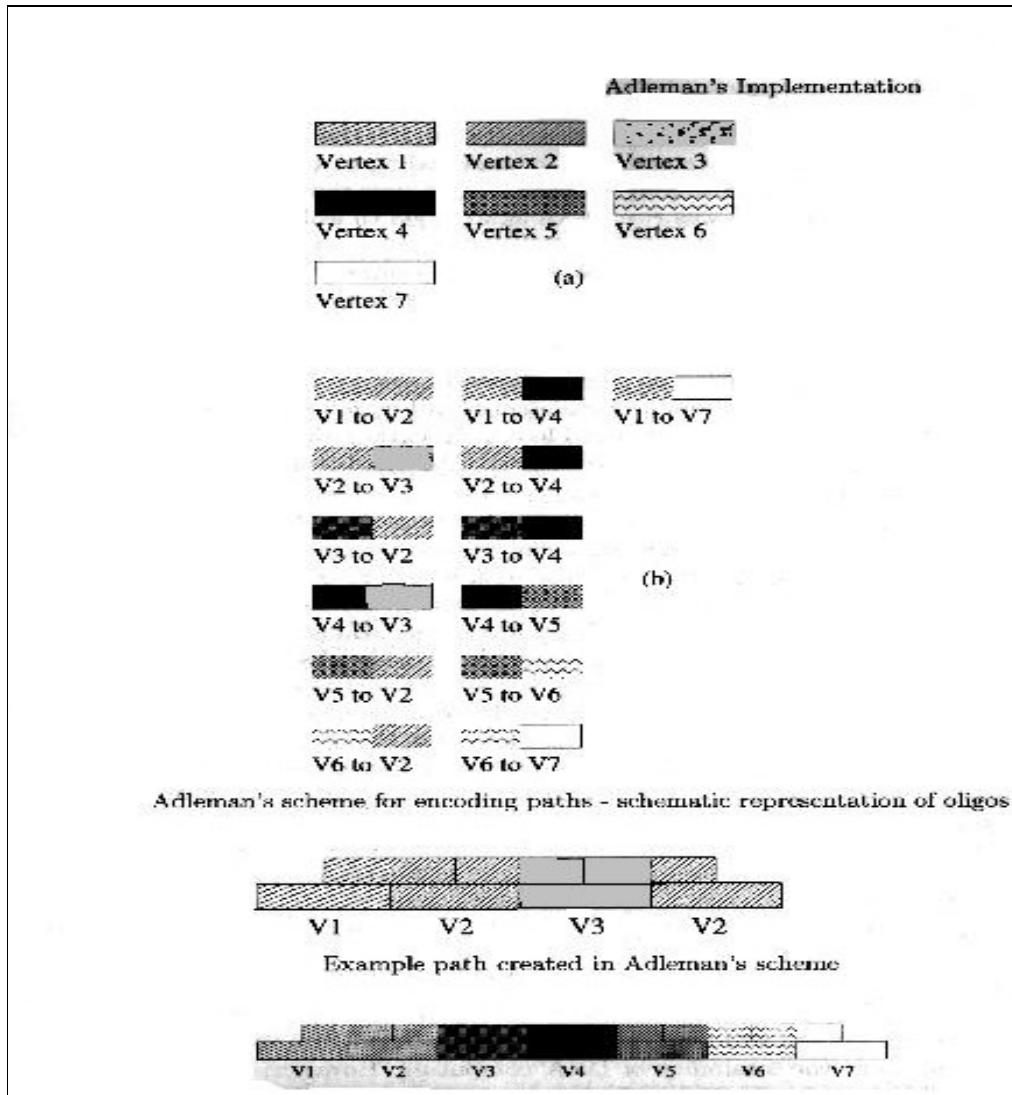 Adleman's Implementation
Vertex 1 Vertex 2 Vertex 3
Vertex 4 Vertex 5 Vertex 6
Vertex 7 (a)
V1 to V2 V1 to V4 V1 to V7
V2 to V3 V2 to V4
V3 to V2 V3 to V4
(b)
V4 to V3 V4 to V5
V5 to V2 V5 to V6
V6 to V2 V6 to V7
Adleman's scheme for encoding paths - schematic representation of oligos
V1 V2 V3 V2
Example path created in Adleman's scheme
V1 V2 V3 V4 V5 V6 V7